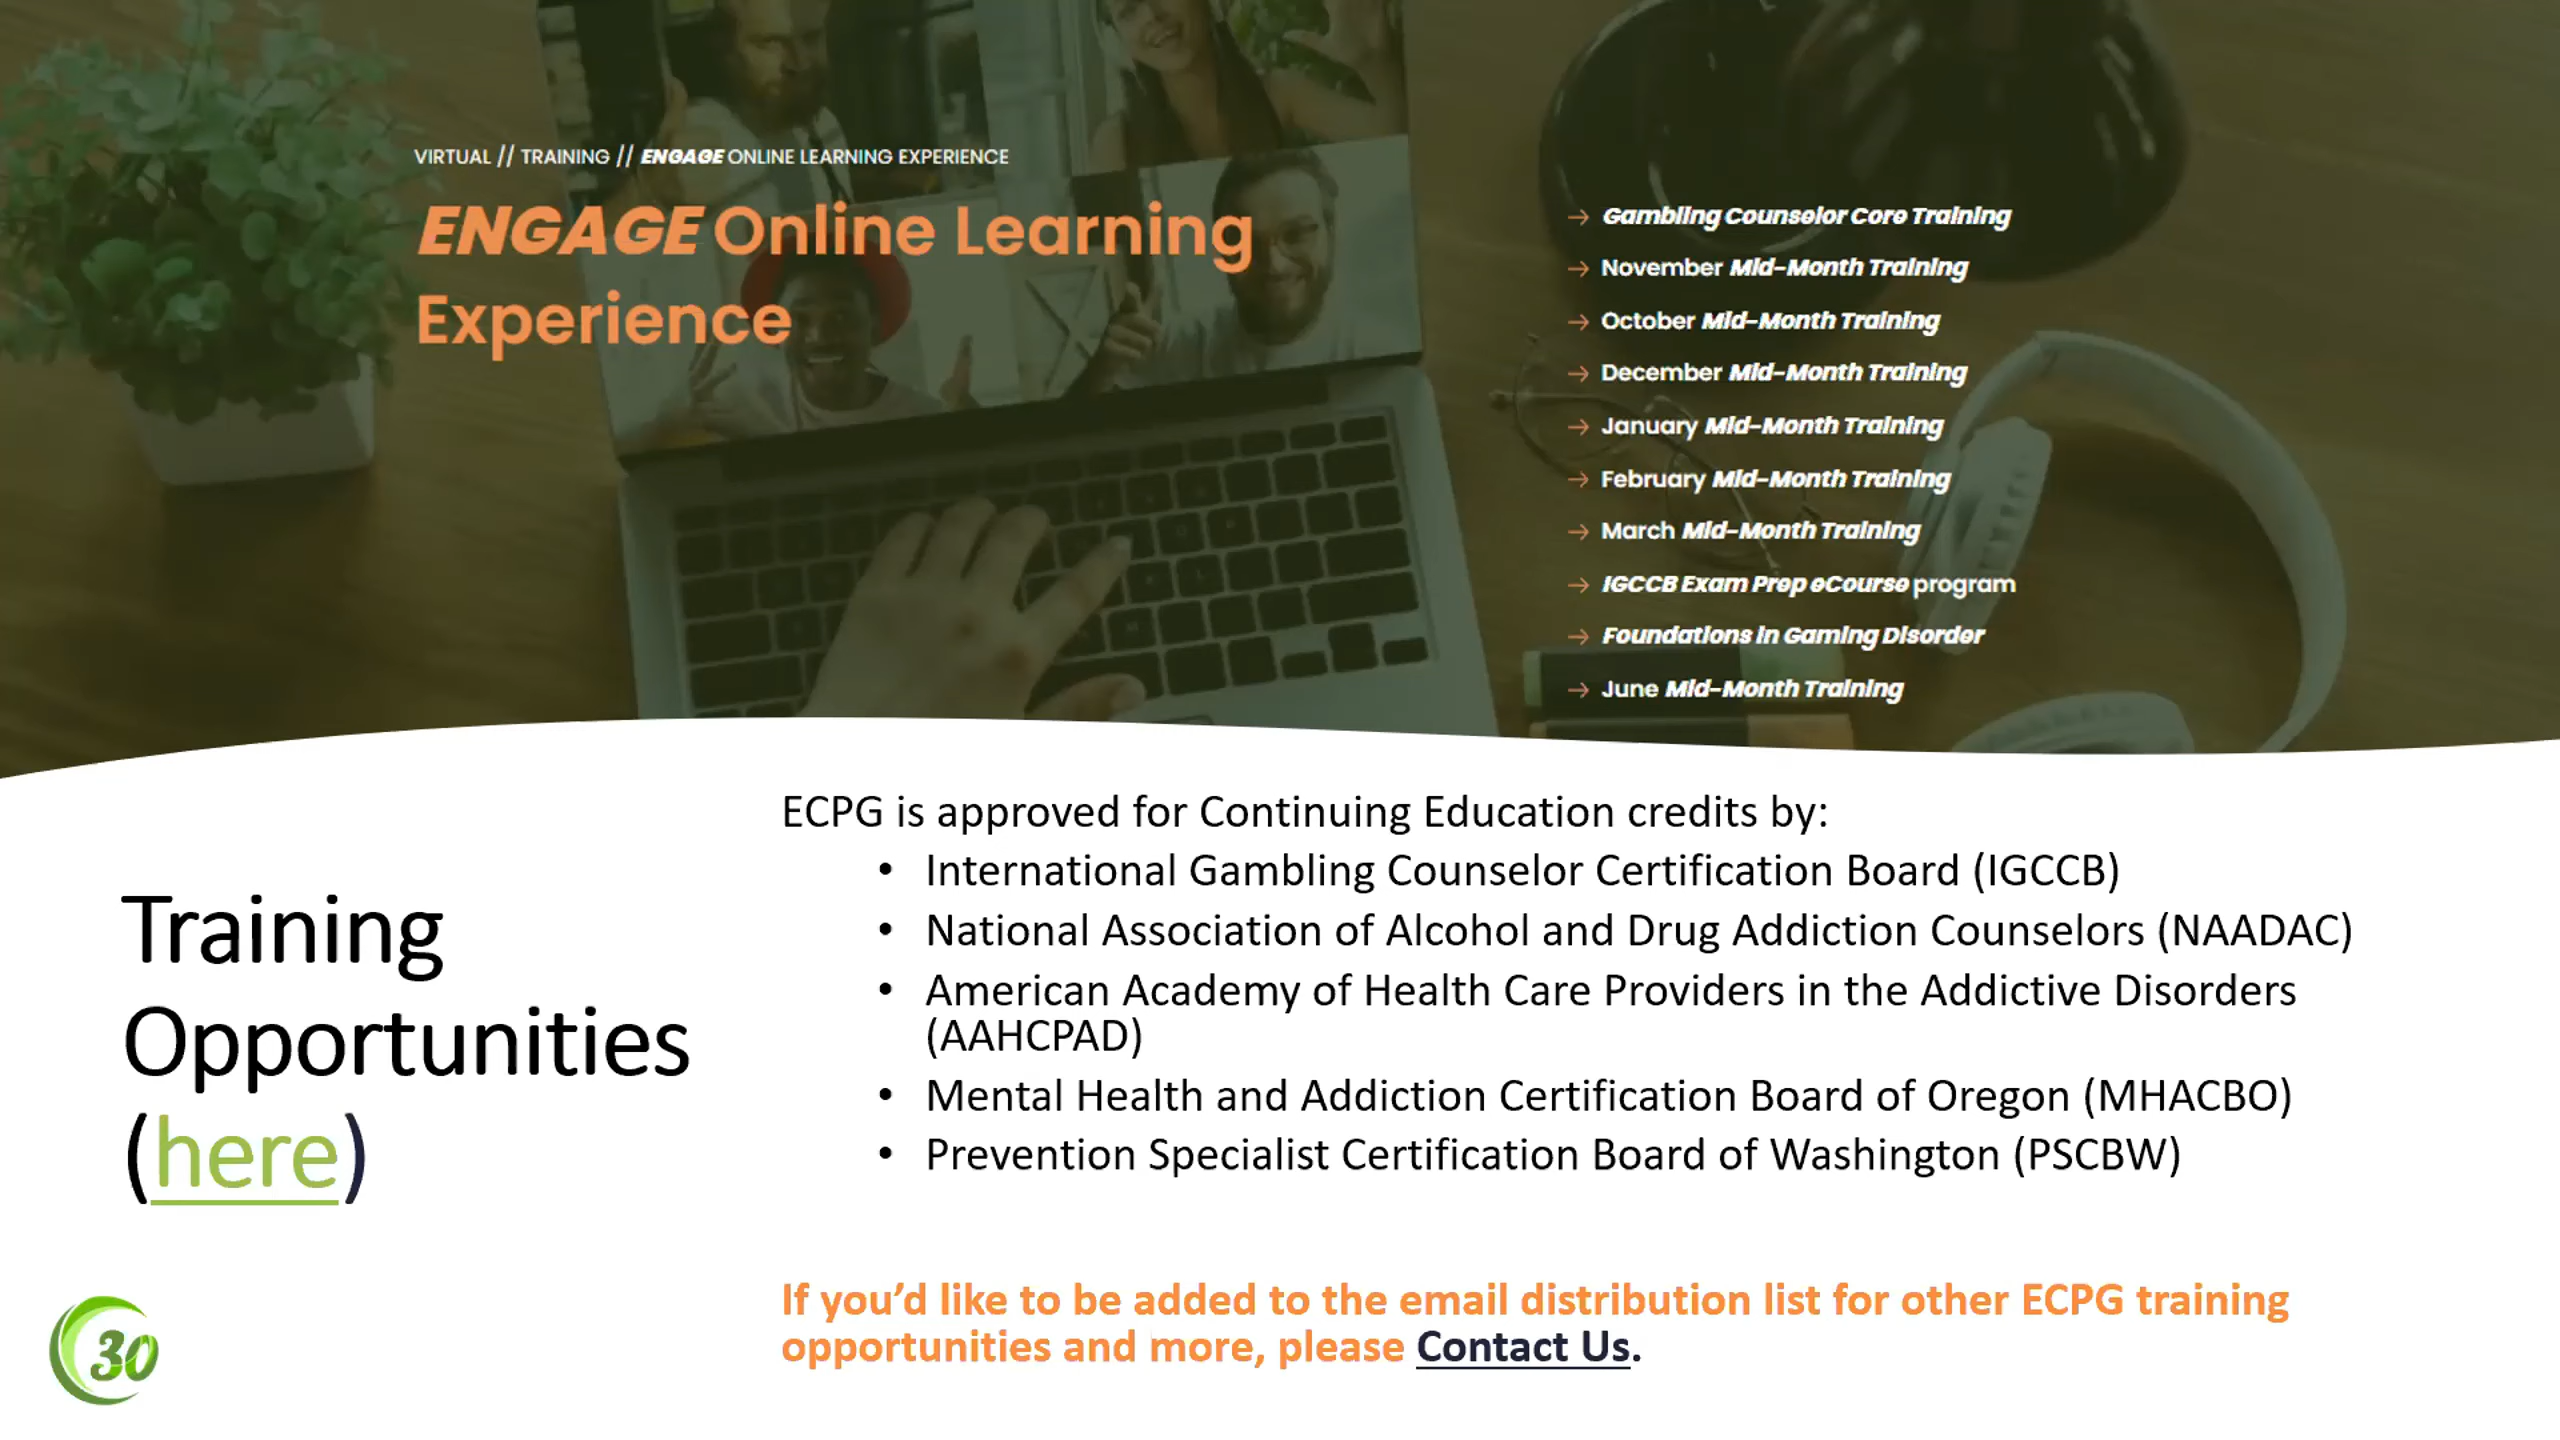 VIRTUAL // TRAINING // ENGAGE ONLINE LEARNING EXPERIENCE
ENGAGE Online Learning
Experience
→ Gambling Counselor Core Training
→ November Mid-Month Training
→ October Mid-Month Training
→ December Mid-Month Training
→ January Mid-Month Training
→ February Mid-Month Training
→ March Mid-Month Training
→ IGCCB Exam Prep eCourse program
→ Foundations in Gaming Disorder
→ June Mid-Month Training
Training
Opportunities
(here)
ECPG is approved for Continuing Education credits by:
• International Gambling Counselor Certification Board (IGCCB)
• National Association of Alcohol and Drug Addiction Counselors (NAADAC)
• American Academy of Health Care Providers in the Addictive Disorders
(AAHCPAD)
• Mental Health and Addiction Certification Board of Oregon (MHACBO)
• Prevention Specialist Certification Board of Washington (PSCBW)
If you’d like to be added to the email distribution list for other ECPG training
opportunities and more, please Contact Us.
30